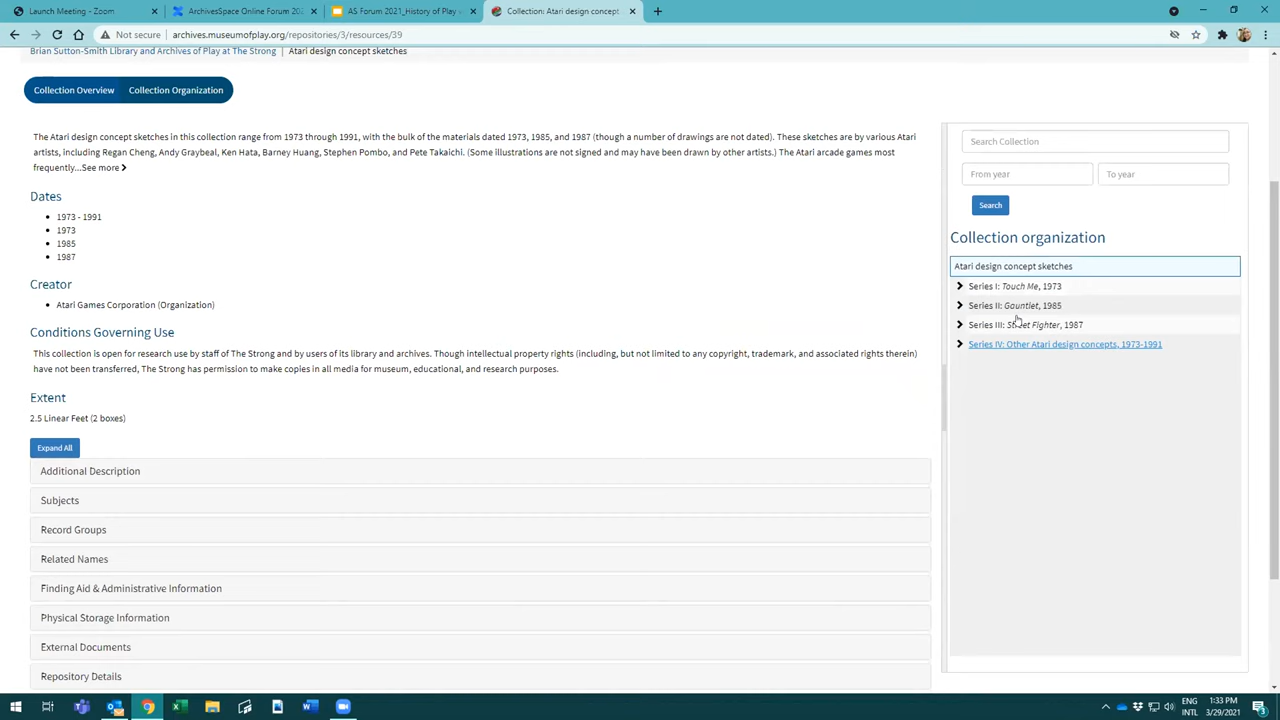 Launch Meeting - Zoom
ArchivesSpace Online Forum 202
AS Forum 2021_History of Play
Collection: Atari design concept
Not secure
archives.museumofplay.org/repositories/3/resources/39
Brian Sutton-Smith Library and Archives of Play at The Strong | Atari design concept sketches
Collection Overview
Collection Organization
The Atari design concept sketches in this collection range from 1973 through 1991, with the bulk of the materials dated 1973, 1985, and 1987 (though a number of drawings are not dated). These sketches are by various Atari
artists, including Regan Cheng, Andy Graybeal, Ken Hata, Barney Huang, Stephen Pombo, and Pete Takaichi. (Some illustrations are not signed and may have been drawn by other artists.) The Atari arcade games most
frequently...See more
Dates
1973 - 1991
1973
1985
1987
Creator
Atari Games Corporation (Organization)
Conditions Governing Use
This collection is open for research use by staff of The Strong and by users of its library and archives. Though intellectual property rights (including, but not limited to any copyright, trademark, and associated rights therein)
have not been transferred, The Strong has permission to make copies in all media for museum, educational, and research purposes.
Extent
2.5 Linear Feet (2 boxes)
Expand All
Additional Description
Subjects
Record Groups
Related Names
Finding Aid & Administrative Information
Physical Storage Information
External Documents
Repository Details
Search Collection
From year
To year
Search
Collection organization
Atari design concept sketches
Series I: Touch Me, 1973
Series II: Gauntlet, 1985
Series III: Street Fighter, 1987
Series IV: Other Atari design concepts, 1973-1991
ENG
INTL
1:33 PM
3/29/2021